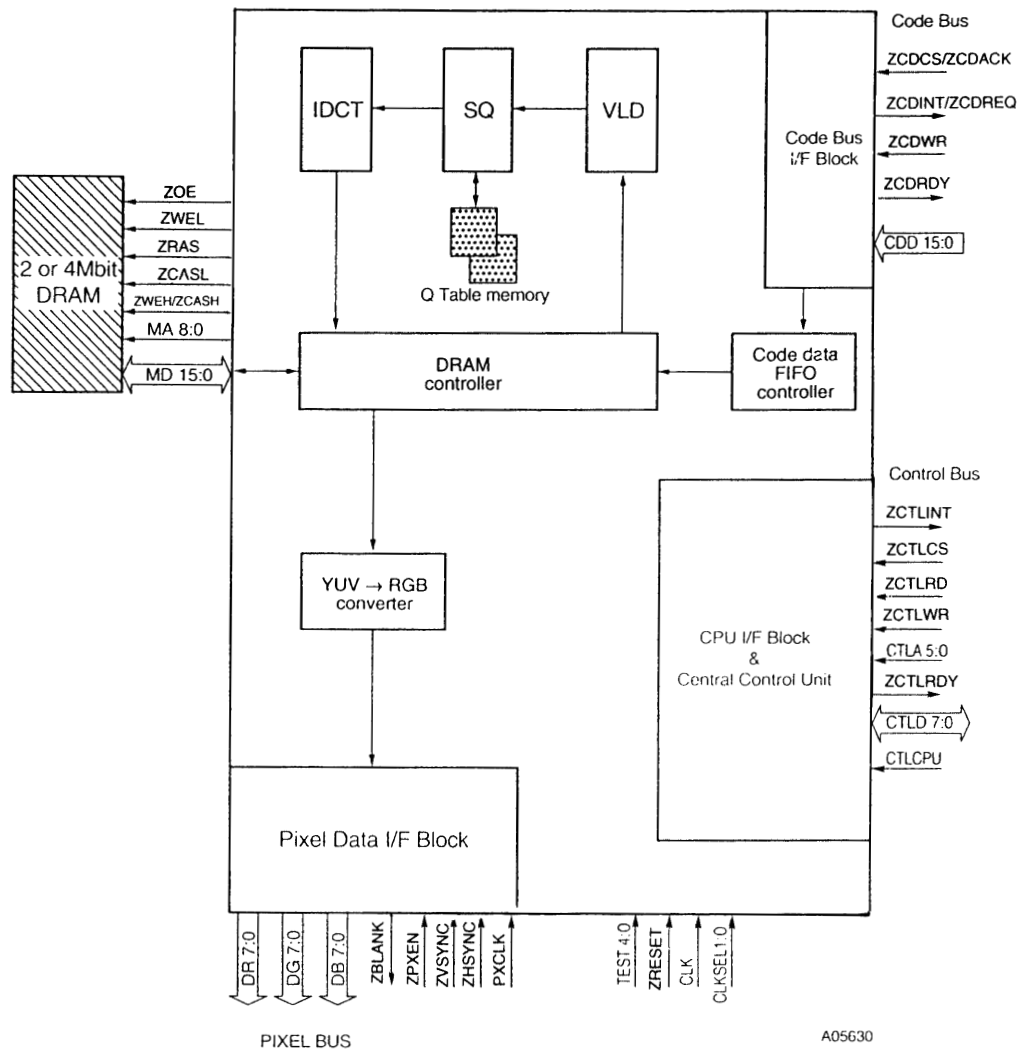 Code Bus
ZCDCS/ZCDACK
ZCDINT/ZCDREQ
ZCDWR
ZCDRDY
CDD 15:0
Code Bus
I/F Block
IDCT
SQ
VLD
Q Table memory
2 or 4Mbit
DRAM
ZOE
ZWEL
ZRAS
ZCASL
ZWEH/ZCASH
MA 8:0
MD 15:0
DRAM
controller
Code data
FIFO
controller
Control Bus
ZCTLINT
ZCTLCS
ZCTLRD
ZCTLWR
CTLA 5:0
ZCTLRDY
CTLD 7:0
CTLCPU
YUV → RGB
converter
CPU I/F Block
&
Central Control Unit
Pixel Data I/F Block
DR 7:0
DG 7:0
DB 7:0
ZBLANK
ZPXEN
ZVSYNC
ZHSYNC
PXCLK
TEST 4:0
ZRESET
CLK
CLKSEL1:0
PIXEL BUS
A05630